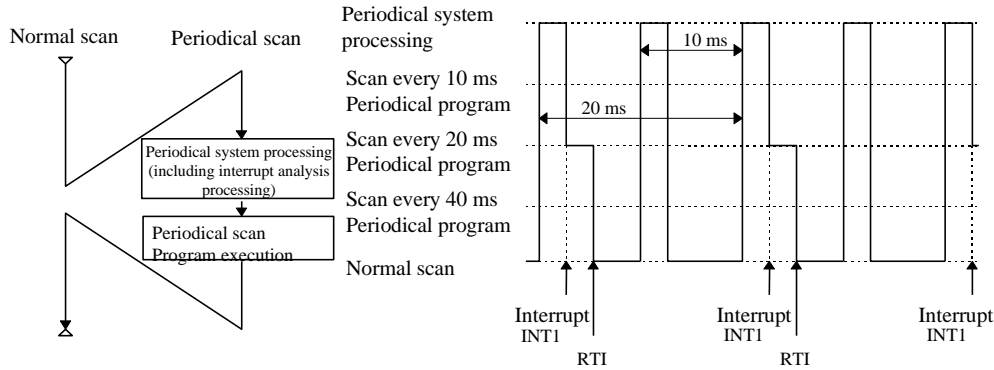 Normal scan
Periodical scan
Periodical system processing
(including interrupt analysis
processing)
Periodical scan
Program execution
Periodical system
processing
Scan every 10 ms
Periodical program
Scan every 20 ms
Periodical program
Scan every 40 ms
Periodical program
Normal scan
10 ms
20 ms
Interrupt
INT1
RTI
Interrupt
INT1
RTI
Interrupt
INT1